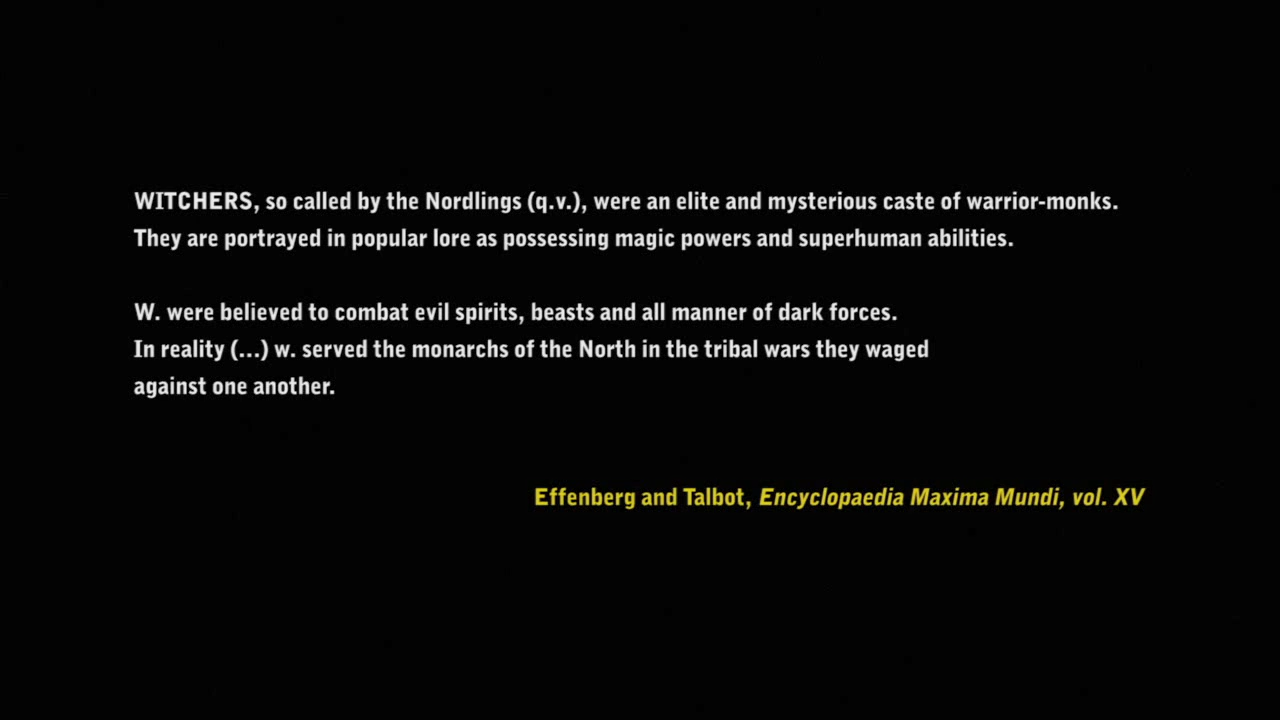 WITCHERS, so called by the Nordlings (q.v.), were an elite and mysterious caste of warrior-monks.
They are portrayed in popular lore as possessing magic powers and superhuman abilities.
W. were believed to combat evil spirits, beasts and all manner of dark forces.
In reality (...) w. served the monarchs of the North in the tribal wars they waged
against one another.
Effenberg and Talbot, Encyclopaedia Maxima Mundi, vol. XV